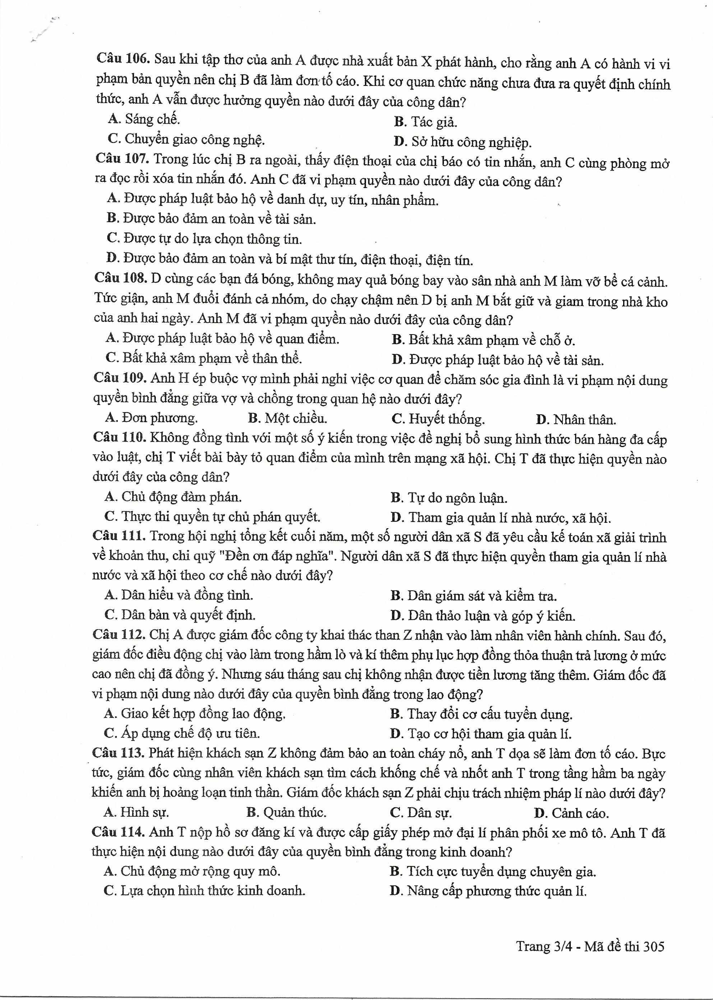 Câu 106. Sau khi tập thơ của anh A được nhà xuất bản X phát hành, cho rằng anh A có hành vi vi
phạm bản quyền nên chị B đã làm đơn tố cáo. Khi cơ quan chức năng chưa đưa ra quyết định chính
thức, anh A vẫn được hưởng quyền nào dưới đây của công dân?
A. Sáng chế. B. Tác giả.
C. Chuyển giao công nghệ. D. Sở hữu công nghiệp.
Câu 107. Trong lúc chị B ra ngoài, thấy điện thoại của chị báo có tin nhắn, anh C cùng phòng mở
ra đọc rồi xóa tin nhắn đó. Anh C đã vi phạm quyền nào dưới đây của công dân?
A. Được pháp luật bảo hộ về danh dự, uy tín, nhân phẩm.
B. Được bảo đảm an toàn về tài sản.
C. Được tự do lựa chọn thông tin.
D. Được bảo đảm an toàn và bí mật thư tín, điện thoại, điện tín.
Câu 108. D cùng các bạn đá bóng, không may quả bóng bay vào sân nhà anh M làm vỡ bể cá cảnh.
Tức giận, anh M đuổi đánh cả nhóm, do chạy chậm nên D bị anh M bắt giữ và giam trong nhà kho
của anh hai ngày. Anh M đã vi phạm quyền nào dưới đây của công dân?
A. Được pháp luật bảo hộ về quan điểm. B. Bất khả xâm phạm về chỗ ở.
C. Bất khả xâm phạm về thân thể. D. Được pháp luật bảo hộ về tài sản.
Câu 109. Anh H ép buộc vợ mình phải nghỉ việc cơ quan để chăm sóc gia đình là vi phạm nội dung
quyền bình đẳng giữa vợ và chồng trong quan hệ nào dưới đây?
A. Đơn phương. B. Một chiều. C. Huyết thống. D. Nhân thân.
Câu 110. Không đồng tình với một số ý kiến trong việc đề nghị bổ sung hình thức bán hàng đa cấp
vào luật, chị T viết bài bày tỏ quan điểm của mình trên mạng xã hội. Chị T đã thực hiện quyền nào
dưới đây của công dân?
A. Chủ động đàm phán. B. Tự do ngôn luận.
C. Thực thi quyền tự chủ phán quyết. D. Tham gia quản lí nhà nước, xã hội.
Câu 111. Trong hội nghị tổng kết cuối năm, một số người dân xã S đã yêu cầu kế toán xã giải trình
về khoản thu, chi quỹ "Đền ơn đáp nghĩa". Người dân xã S đã thực hiện quyền tham gia quản lí nhà
nước và xã hội theo cơ chế nào dưới đây?
A. Dân hiểu và đồng tình. B. Dân giám sát và kiểm tra.
C. Dân bàn và quyết định. D. Dân thảo luận và góp ý kiến.
Câu 112. Chị A được giám đốc công ty khai thác than Z nhận vào làm nhân viên hành chính. Sau đó,
giám đốc điều động chị vào làm trong hầm lò và kí thêm phụ lục hợp đồng thỏa thuận trả lương ở mức
cao nên chị đã đồng ý. Nhưng sáu tháng sau chị không nhận được tiền lương tăng thêm. Giám đốc đã
vi phạm nội dung nào dưới đây của quyền bình đẳng trong lao động?
A. Giao kết hợp đồng lao động. B. Thay đổi cơ cấu tuyển dụng.
C. Áp dụng chế độ ưu tiên. D. Tạo cơ hội tham gia quản lí.
Câu 113. Phát hiện khách sạn Z không đảm bảo an toàn cháy nổ, anh T dọa sẽ làm đơn tố cáo. Bực
tức, giám đốc cùng nhân viên khách sạn tìm cách khống chế và nhốt anh T trong tầng hầm ba ngày
khiến anh bị hoảng loạn tinh thần. Giám đốc khách sạn Z phải chịu trách nhiệm pháp lí nào dưới đây?
A. Hình sự. B. Quản thúc. C. Dân sự. D. Cảnh cáo.
Câu 114. Anh T nộp hồ sơ đăng kí và được cấp giấy phép mở đại lí phân phối xe mô tô. Anh T đã
thực hiện nội dung nào dưới đây của quyền bình đẳng trong kinh doanh?
A. Chủ động mở rộng quy mô. B. Tích cực tuyển dụng chuyên gia.
C. Lựa chọn hình thức kinh doanh. D. Nâng cấp phương thức quản lí.
Trang 3/4 - Mã đề thi 305